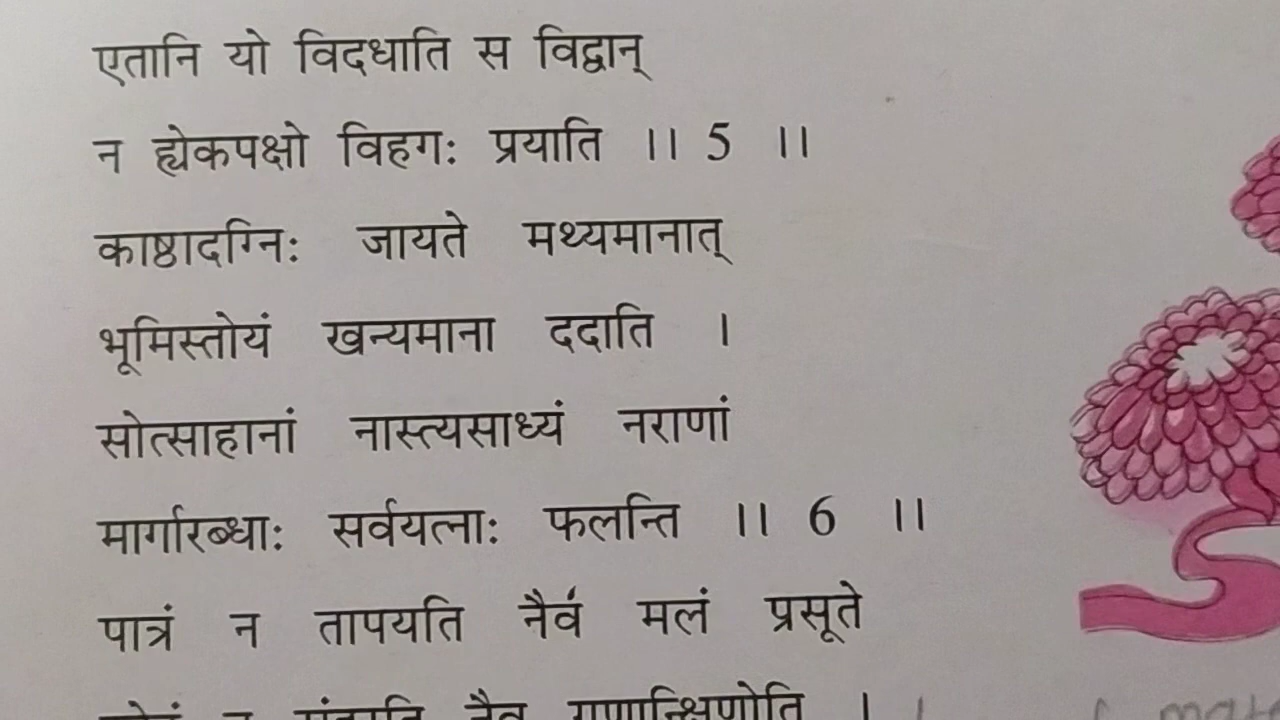 एतानि यो विदधाति स विद्वान्
न ह्येकपक्षो विहगः प्रयाति ।। 5 ।।
काष्ठादग्निः जायते मथ्यमानात्
भूमिस्तोयं खन्यमाना ददाति ।
सोत्साहानां नास्त्यसाध्यं नराणां
मार्गारब्धाः सर्वयत्नाः फलन्ति ।। 6 ।।
पात्रं न तापयति नैव मलं प्रसूते
न नैव ।